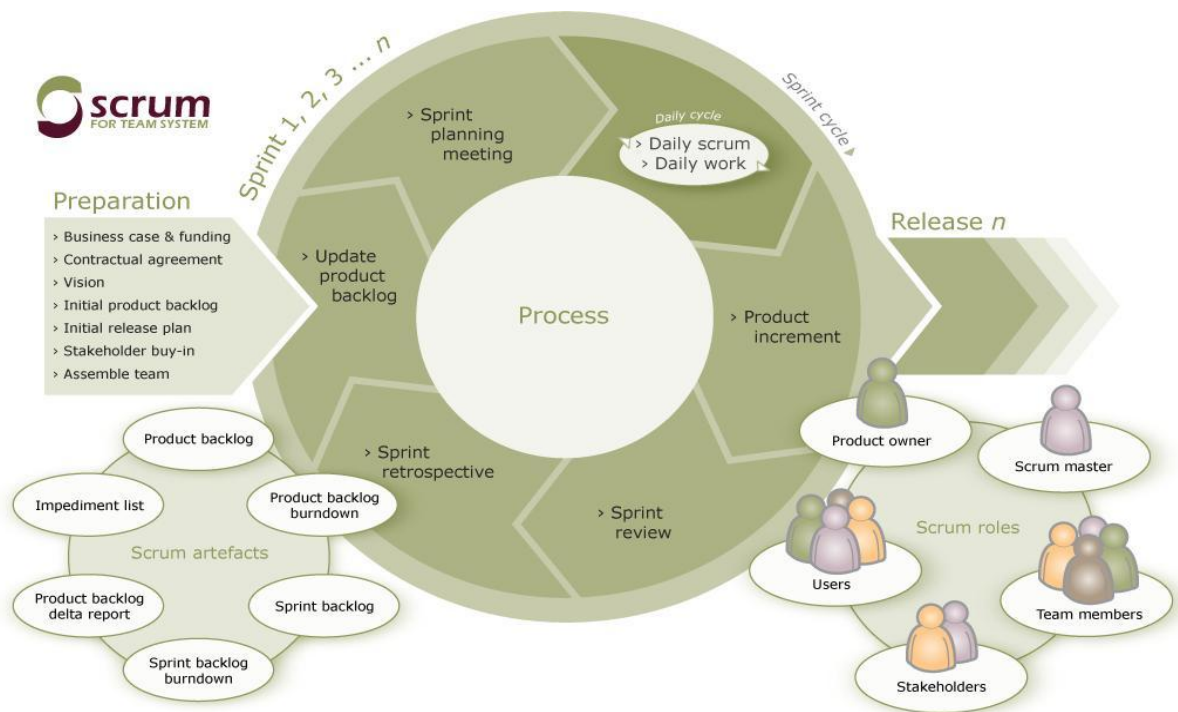 scrum
FOR TEAM SYSTEM
Sprint 1, 2, 3 ... n
Sprint cycle
Preparation
› Business case & funding
› Contractual agreement
› Vision
› Initial product backlog
› Initial release plan
› Stakeholder buy-in
› Assemble team
› Sprint
planning
meeting
Daily cycle
› Daily scrum
› Daily work
› Update
product
backlog
Process
› Product
increment
› Sprint
retrospective
› Sprint
review
Release n
Product backlog
Impediment list
Product backlog
burndown
Scrum artefacts
Product backlog
delta report
Sprint backlog
Sprint backlog
burndown
Product owner
Scrum master
Scrum roles
Users
Team members
Stakeholders